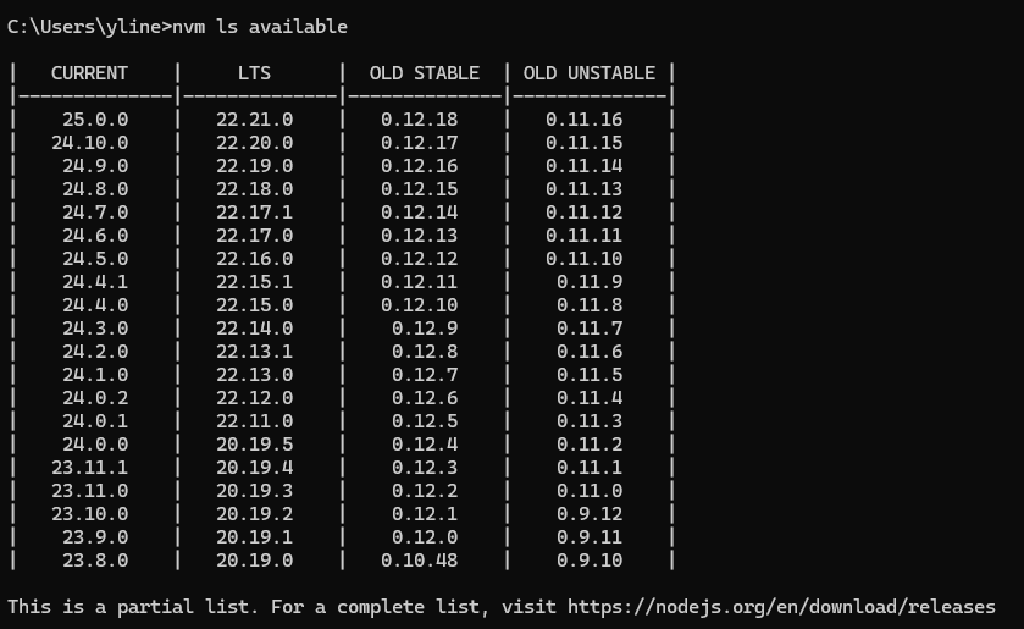 C:\Users\yline>nvm ls available
|   CURRENT    |     LTS      |  OLD STABLE  | OLD UNSTABLE |
|--------------|--------------|--------------|--------------|
|    25.0.0    |   22.21.0    |   0.12.18    |   0.11.16    |
|   24.10.0    |   22.20.0    |   0.12.17    |   0.11.15    |
|    24.9.0    |   22.19.0    |   0.12.16    |   0.11.14    |
|    24.8.0    |   22.18.0    |   0.12.15    |   0.11.13    |
|    24.7.0    |   22.17.1    |   0.12.14    |   0.11.12    |
|    24.6.0    |   22.17.0    |   0.12.13    |   0.11.11    |
|    24.5.0    |   22.16.0    |   0.12.12    |   0.11.10    |
|    24.4.1    |   22.15.1    |   0.12.11    |    0.11.9    |
|    24.4.0    |   22.15.0    |   0.12.10    |    0.11.8    |
|    24.3.0    |   22.14.0    |    0.12.9    |    0.11.7    |
|    24.2.0    |   22.13.1    |    0.12.8    |    0.11.6    |
|    24.1.0    |   22.13.0    |    0.12.7    |    0.11.5    |
|    24.0.2    |   22.12.0    |    0.12.6    |    0.11.4    |
|    24.0.1    |   22.11.0    |    0.12.5    |    0.11.3    |
|    24.0.0    |   20.19.5    |    0.12.4    |    0.11.2    |
|   23.11.1    |   20.19.4    |    0.12.3    |    0.11.1    |
|   23.11.0    |   20.19.3    |    0.12.2    |    0.11.0    |
|   23.10.0    |   20.19.2    |    0.12.1    |    0.9.12    |
|    23.9.0    |   20.19.1    |    0.12.0    |    0.9.11    |
|    23.8.0    |   20.19.0    |   0.10.48    |    0.9.10    |
This is a partial list. For a complete list, visit https://nodejs.org/en/download/releases